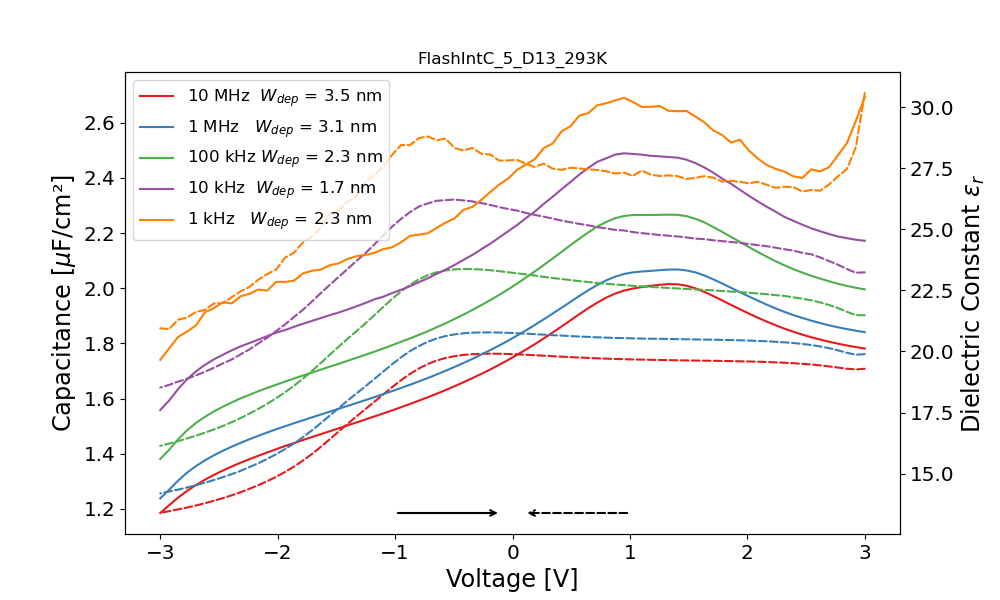 FlashIntC_5_D13_293K
10 MHz W_dep = 3.5 nm
1 MHz W_dep = 3.1 nm
100 kHz W_dep = 2.3 nm
10 kHz W_dep = 1.7 nm
1 kHz W_dep = 2.3 nm
Capacitance [μF/cm²]
2.6
2.4
2.2
2.0
1.8
1.6
1.4
1.2
30.0
27.5
25.0
22.5
20.0
17.5
15.0
Dielectric Constant ε_r
−3 −2 −1 0 1 2 3
Voltage [V]